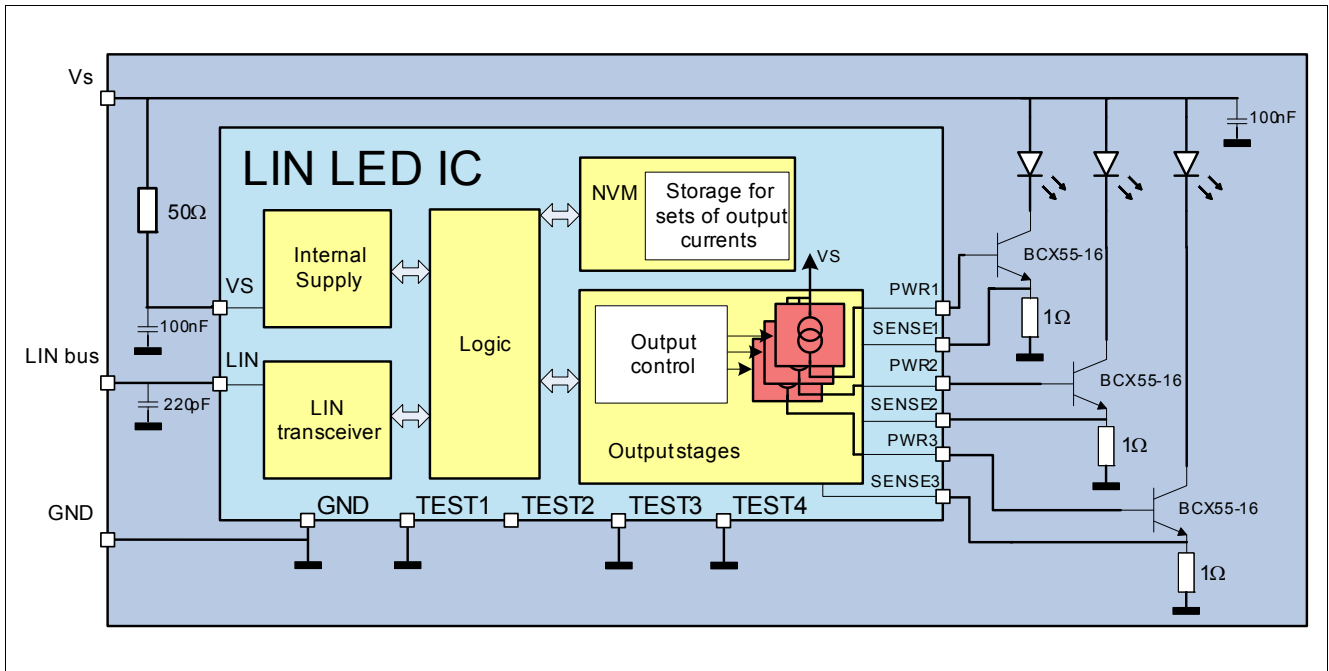 Vs
100nF
LIN LED IC
NVM
Storage for
sets of output
currents
50Ω
Internal
Supply
VS
VS
100nF
BCX55-16
PWR1
SENSE1
1Ω
Logic
Output
control
LIN bus
LIN
220pF
LIN
transceiver
PWR2
BCX55-16
SENSE2
1Ω
Output stages
PWR3
SENSE3
BCX55-16
GND
GND
TEST1
TEST2
TEST3
TEST4
1Ω